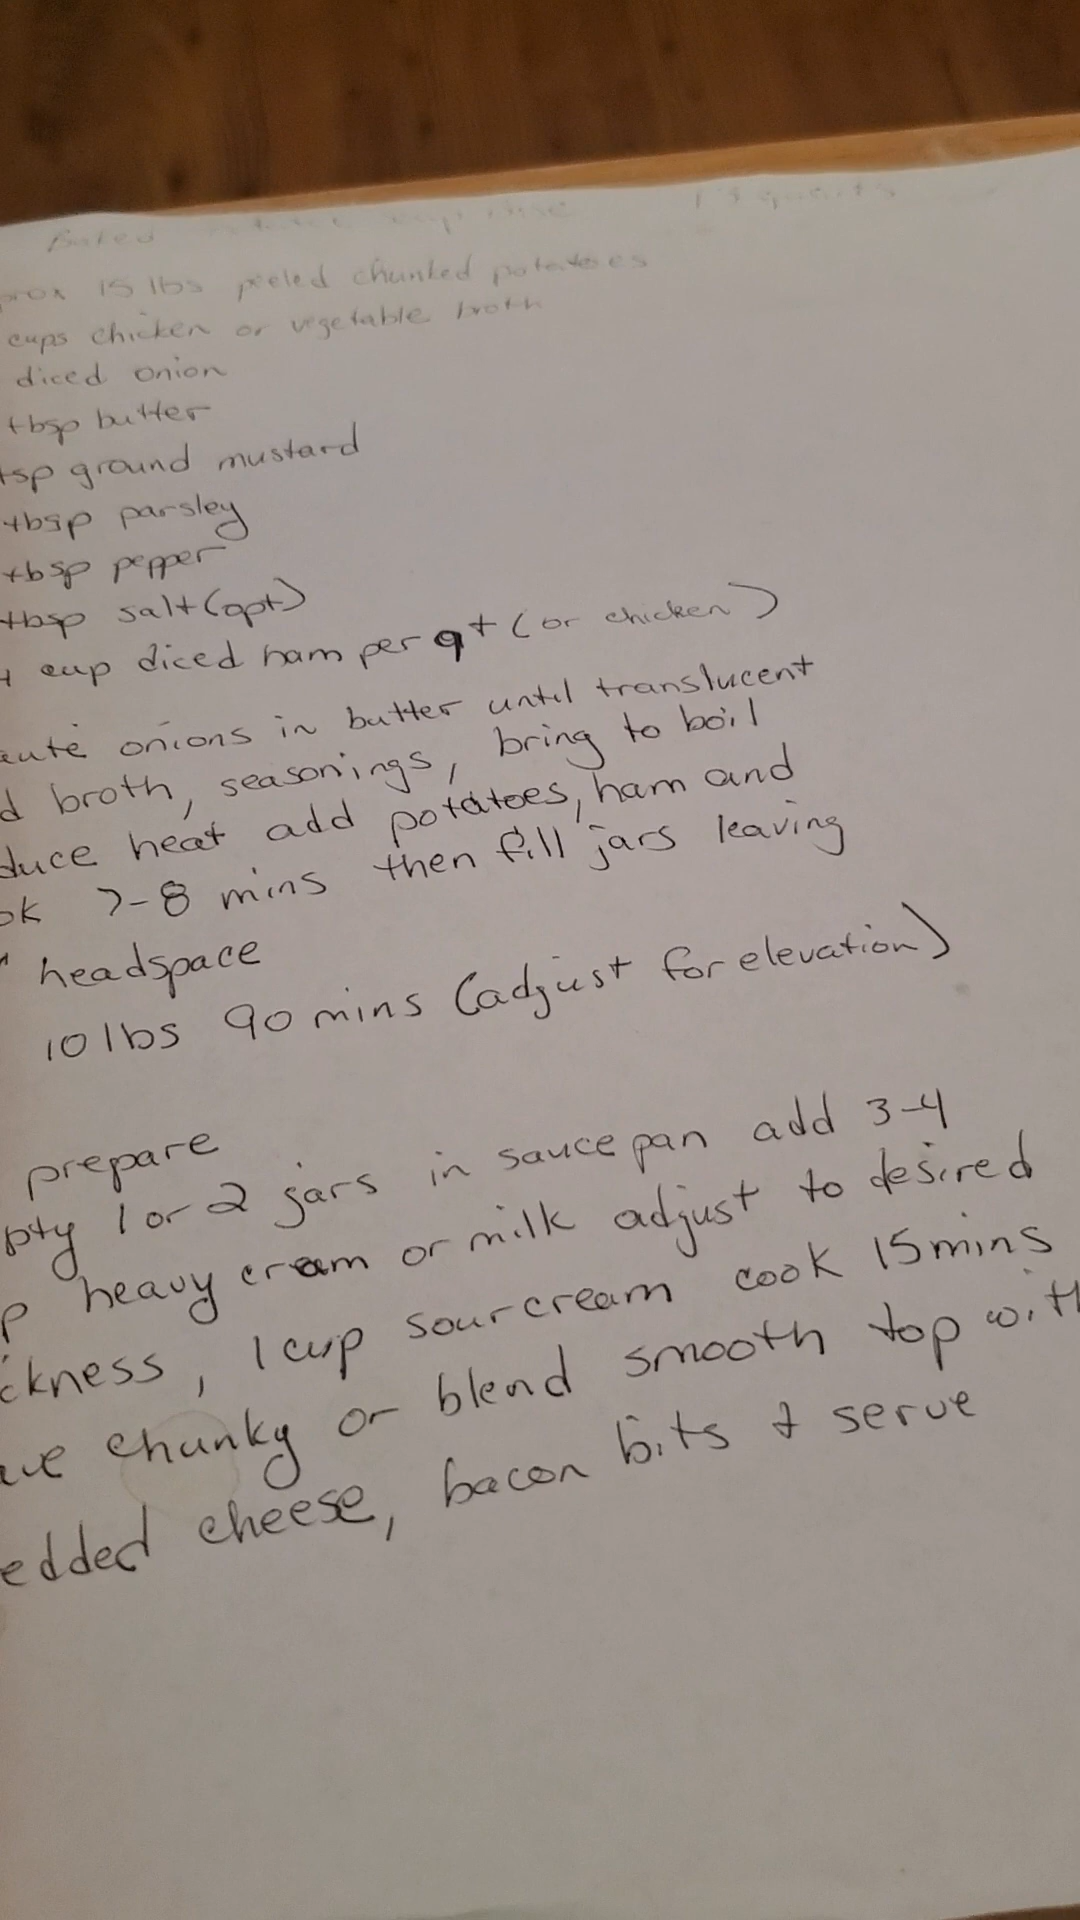 Baked
15 lbs peeled chunked potatoes
cups chicken or vegetable broth
diced onion
tbsp butter
tsp ground mustard
tbsp parsley
tbsp pepper
tbsp salt (opt)
cup diced ham per qt (or chicken)
onions in butter until translucent
broth, seasonings, bring to boil
heat add potatoes, ham and
7-8 mins then fill jars leaving
headspace
10 lbs 90 mins (adjust for elevation)
prepare
1 or 2 jars in sauce pan add 3-4
heavy cream or milk adjust to desired
ckness, 1 cup sour cream cook 15 mins
chunky or blend smooth top with
edded cheese, bacon bits & serve